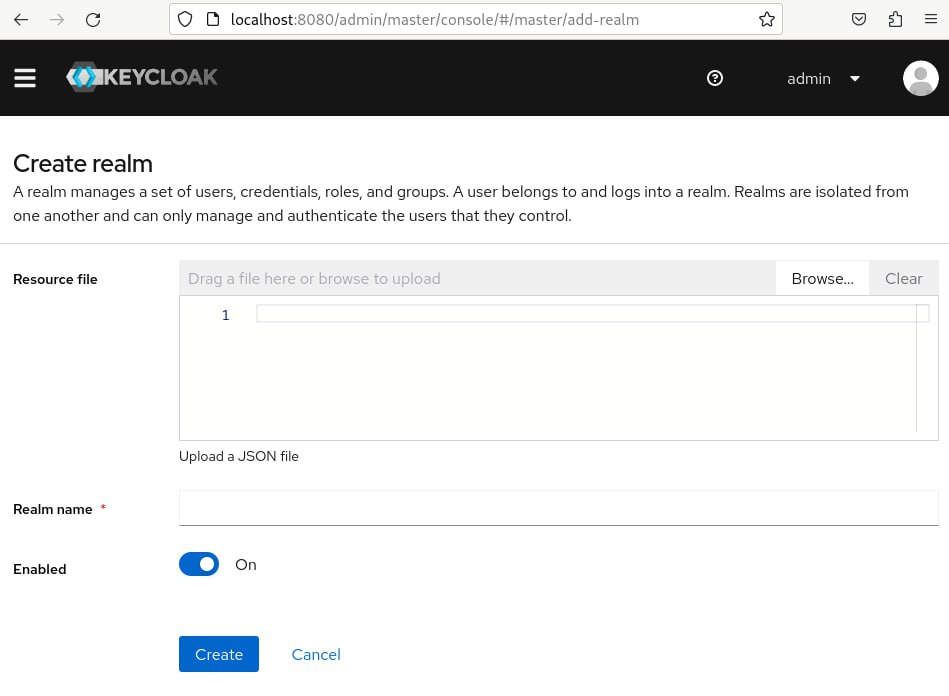 localhost:8080/admin/master/console/#/master/add-realm
KEYCLOAK
admin
Create realm
A realm manages a set of users, credentials, roles, and groups. A user belongs to and logs into a realm. Realms are isolated from
one another and can only manage and authenticate the users that they control.
Resource file
Drag a file here or browse to upload
Browse...
Clear
1
Upload a JSON file
Realm name *
Enabled
On
Create
Cancel